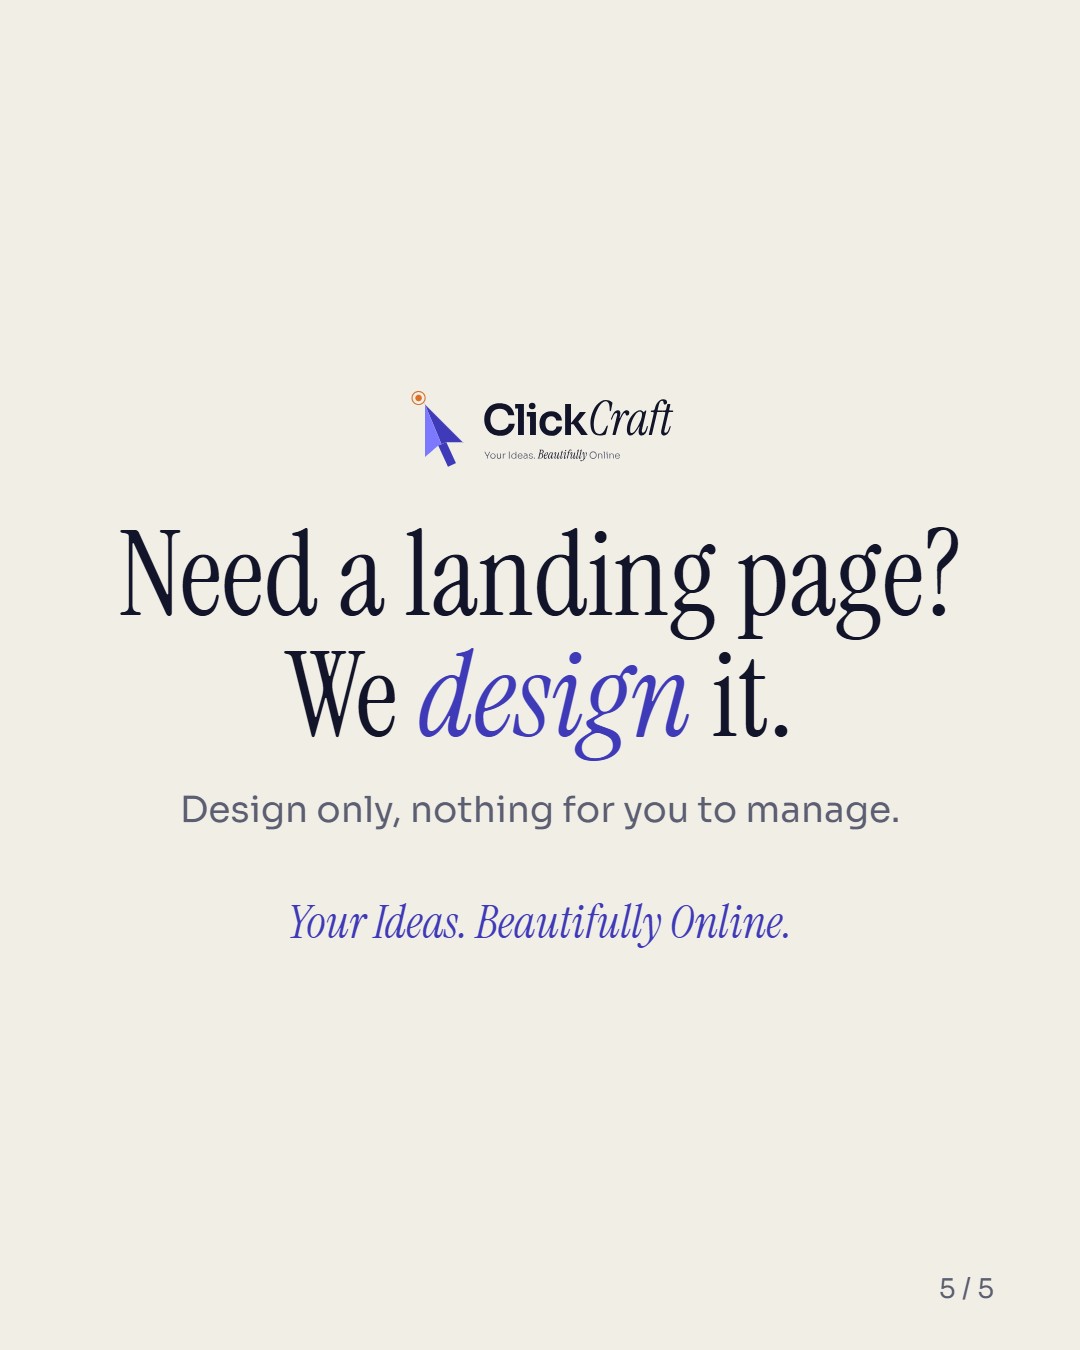 ClickCraft
Your Ideas. Beautifully Online
Need a landing page?
We design it.
Design only, nothing for you to manage.
Your Ideas. Beautifully Online.
5 / 5